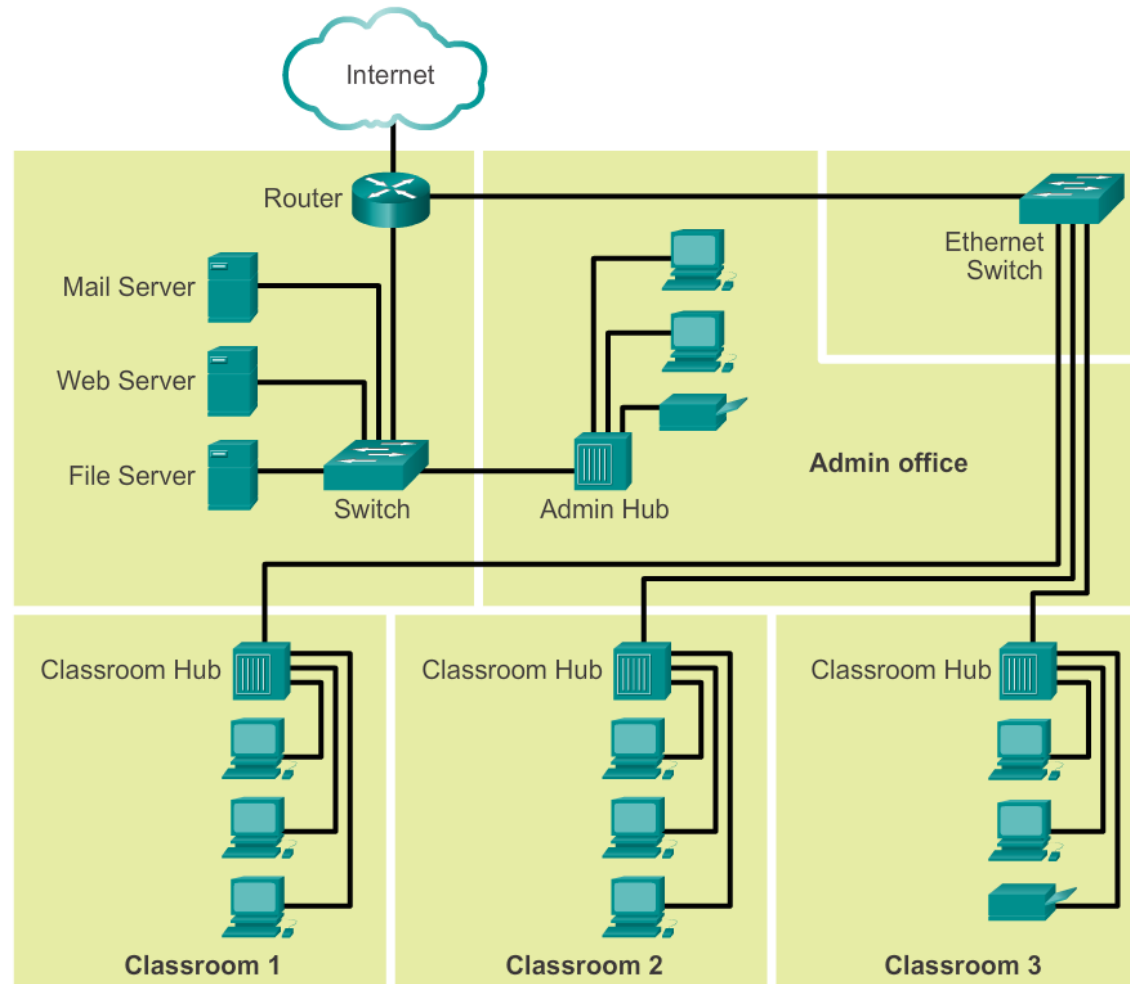 Internet
Router
Ethernet
Switch
Mail Server
Web Server
File Server
Switch
Admin Hub
Admin office
Classroom Hub
Classroom Hub
Classroom Hub
Classroom 1
Classroom 2
Classroom 3